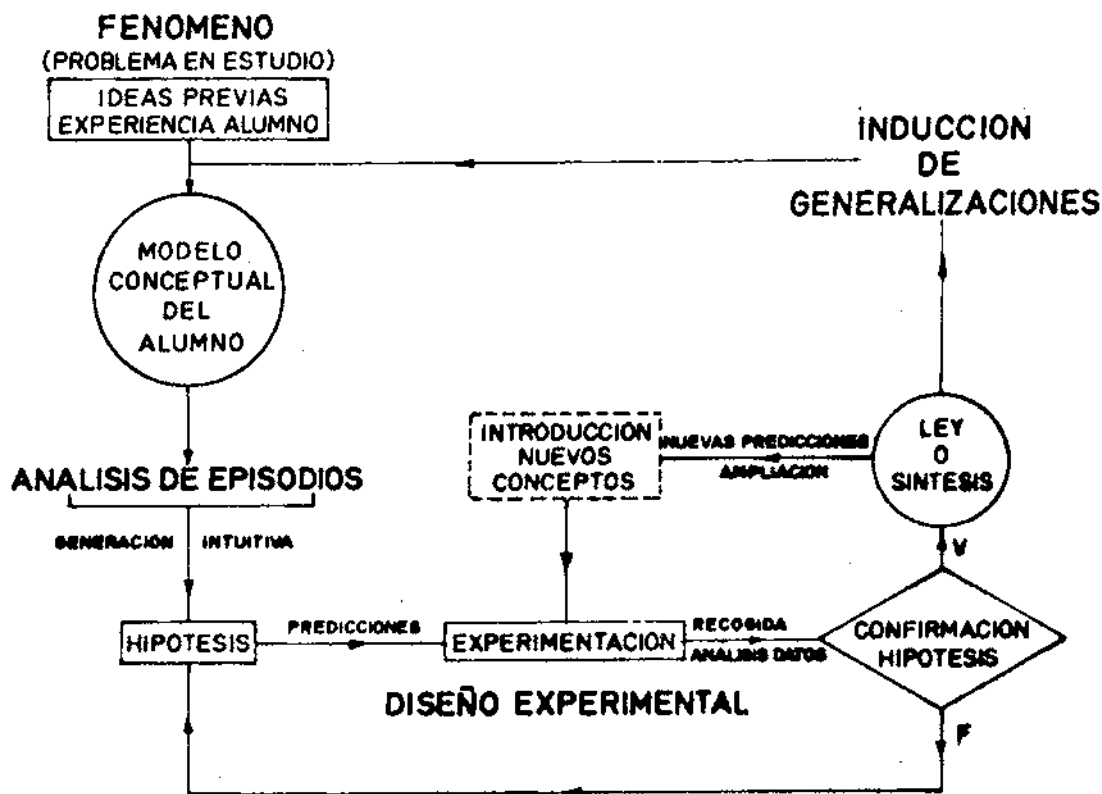 FENOMENO
(PROBLEMA EN ESTUDIO)
IDEAS PREVIAS
EXPERIENCIA ALUMNO
INDUCCION
DE
GENERALIZACIONES
MODELO
CONCEPTUAL
DEL
ALUMNO
ANALISIS DE EPISODIOS
GENERACION INTUITIVA
INTRODUCCION
NUEVOS
CONCEPTOS
NUEVAS PREDICCIONES
AMPLIACION
LEY
O
SINTESIS
V
HIPOTESIS
PREDICCIONES
EXPERIMENTACION
RECOGIDA
ANALISIS DATOS
CONFIRMACION
HIPOTESIS
DISEÑO EXPERIMENTAL
F